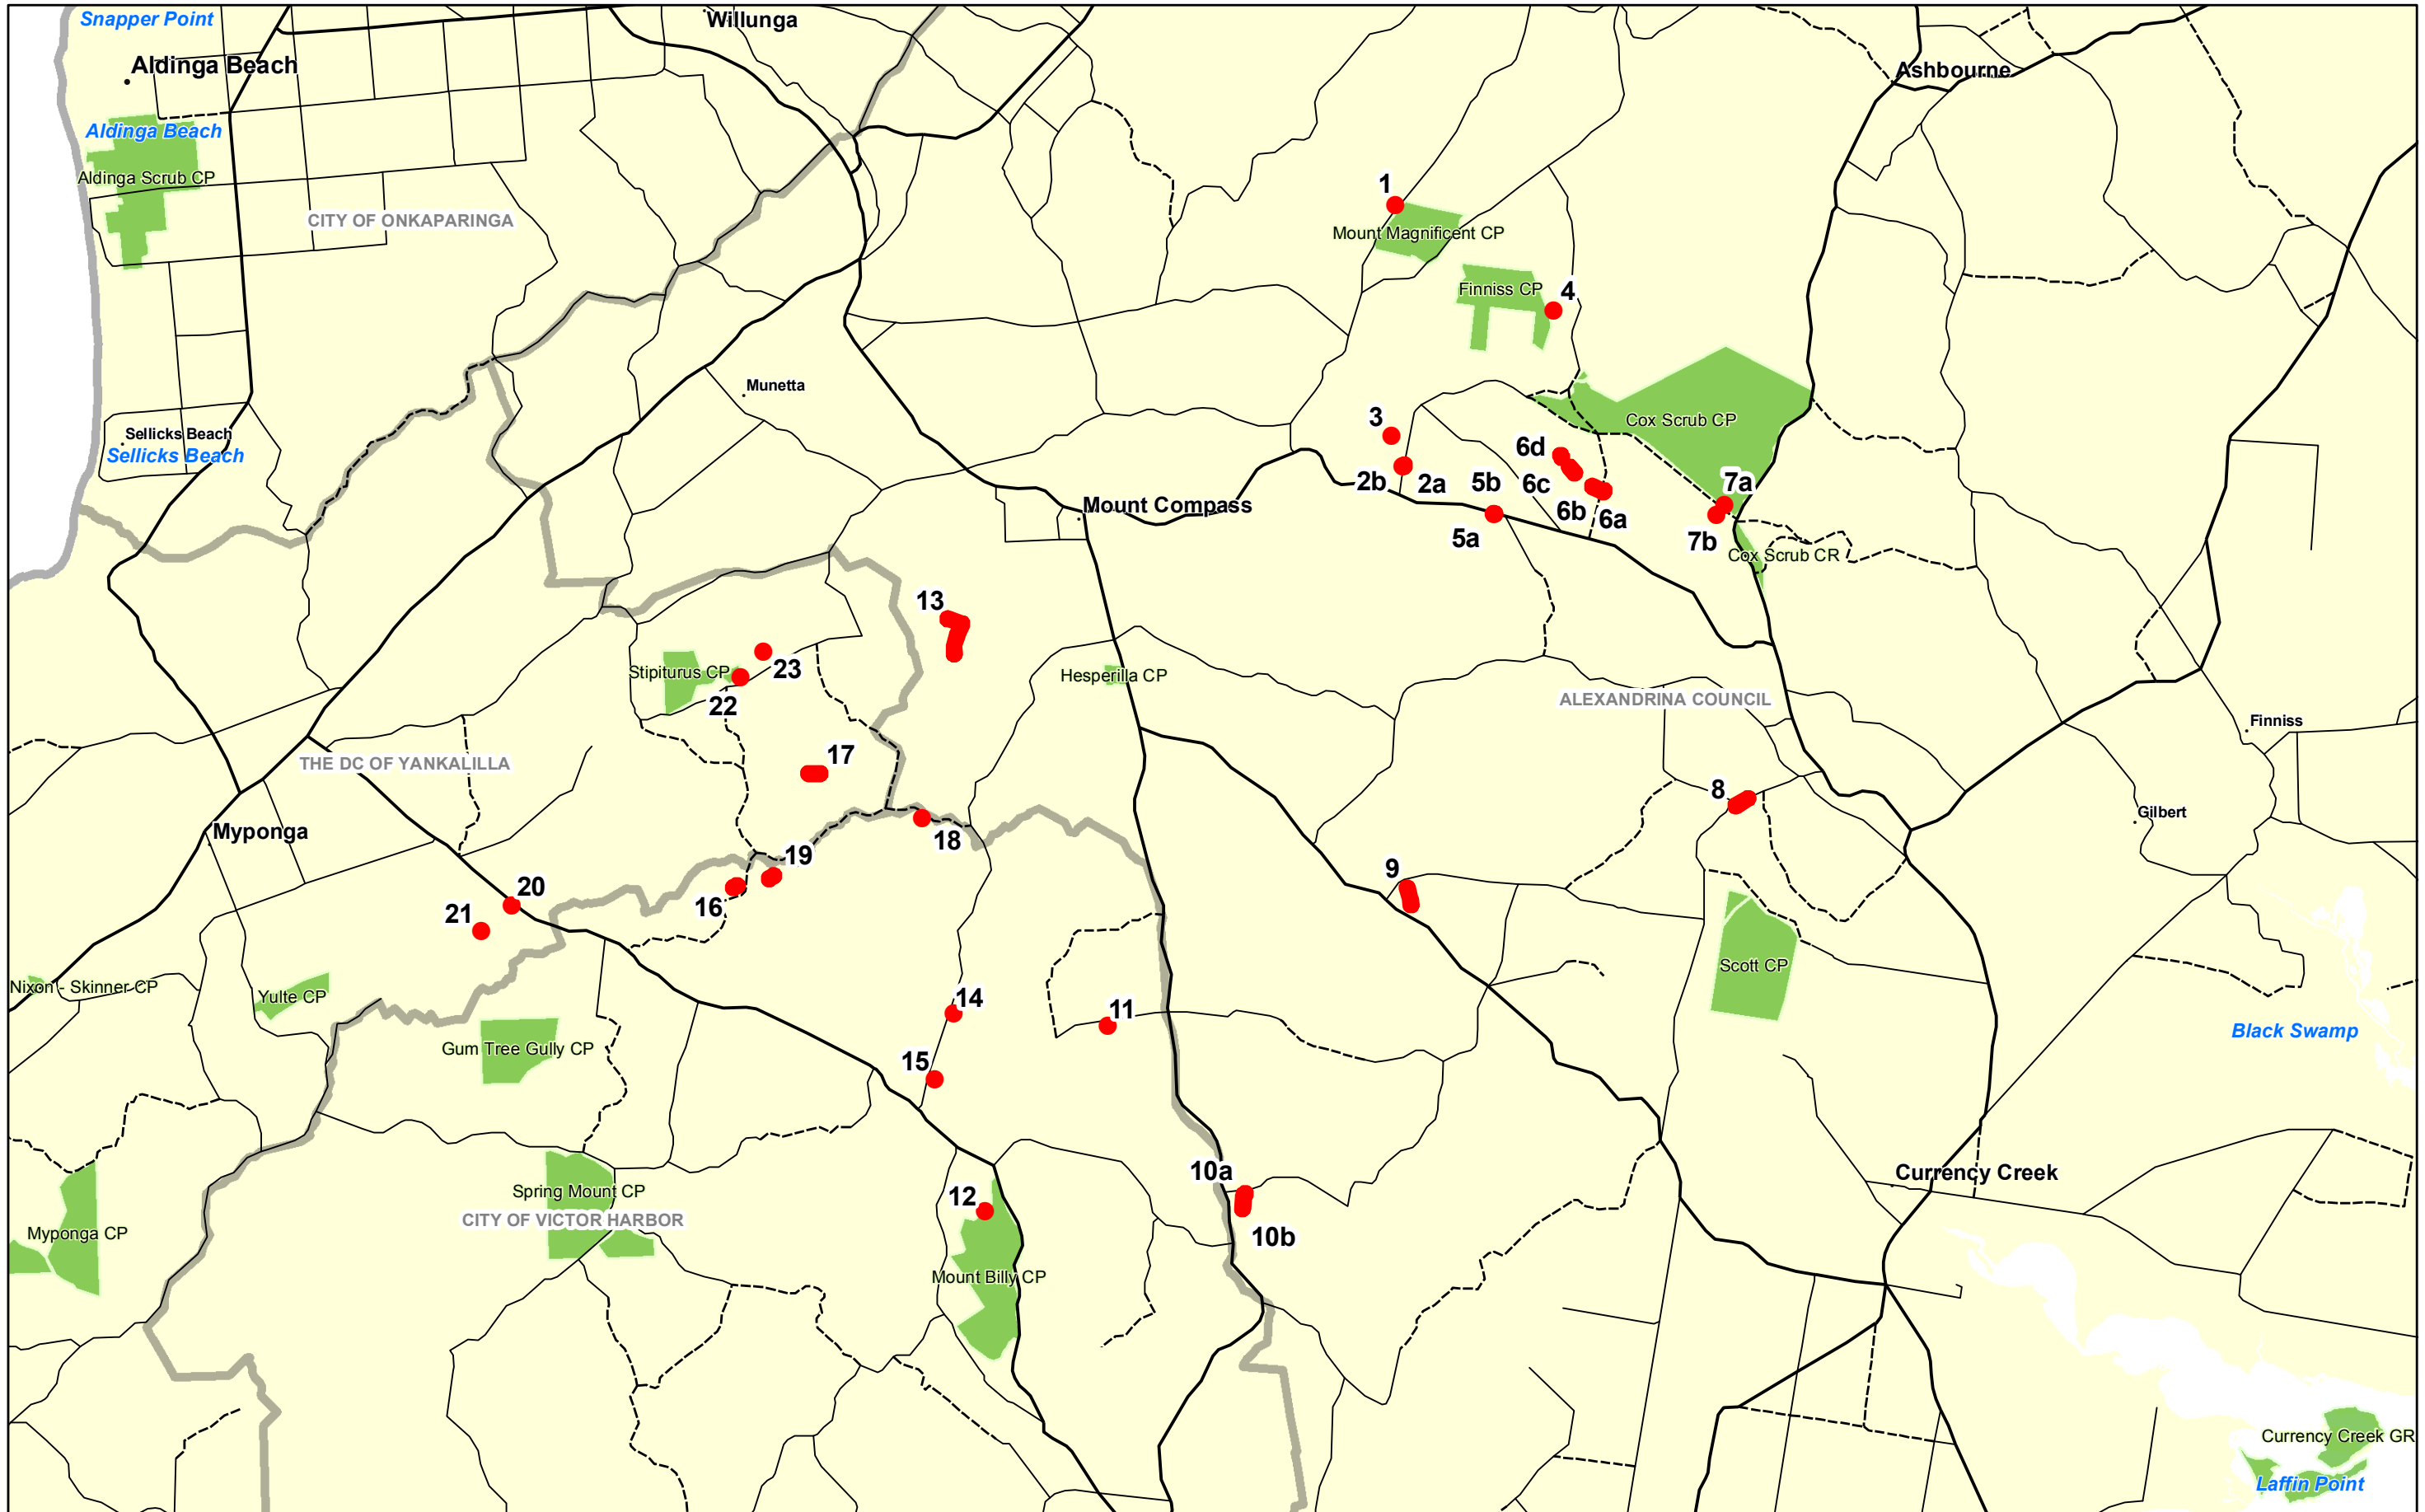 Snapper Point
Willunga
Aldinga Beach
Ashbourne
Aldinga Beach
Aldinga Scrub CP
1
CITY OF ONKAPARINGA
Mount Magnificent CP
Finniss CP
4
Munetta
3
Cox Scrub CP
Sellicks Beach
Sellicks Beach
6d
2b
2a
5b
6c
7a
Mount Compass
6b
6a
5a
7b
Cox Scrub CR
13
Stipiturus CP
23
Hesperilla CP
22
ALEXANDRINA COUNCIL
Finniss
17
THE DC OF YANKALILLA
8
Gilbert
Myponga
18
19
9
20
16
21
Scott CP
Nixon - Skinner CP
Yulte CP
14
11
Black Swamp
Gum Tree Gully CP
15
10a
Currency Creek
Spring Mount CP
12
CITY OF VICTOR HARBOR
Myponga CP
10b
Mount Billy CP
Currency Creek GR
Laffin Point